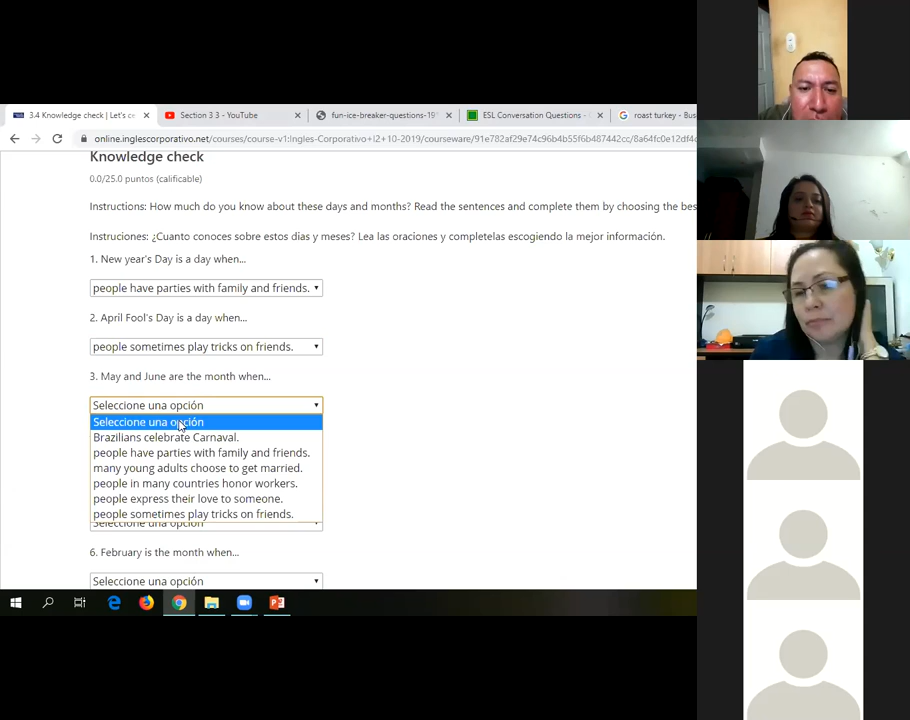 3.4 Knowledge check | Let's ce
Section 3 3 - YouTube
fun-ice-breaker-questions-191
ESL Conversation Questions -
roast turkey - Bus
online.inglescorporativo.net/courses/course-v1:Ingles-Corporativo+I2+10-2019/courseware/91e782af29e74c96b4b55f6b487442cc/8a64fc0e12df4c
Knowledge check
0.0/25.0 puntos (calificable)
Instructions: How much do you know about these days and months? Read the sentences and complete them by choosing the bes
Instruciones: ¿Cuanto conoces sobre estos días y meses? Lea las oraciones y completelas escogiendo la mejor información.
1. New year's Day is a day when...
people have parties with family and friends.
2. April Fool's Day is a day when...
people sometimes play tricks on friends.
3. May and June are the month when...
Seleccione una opción
Seleccione una opción
Brazilians celebrate Carnaval.
people have parties with family and friends.
many young adults choose to get married.
people in many countries honor workers.
people express their love to someone.
people sometimes play tricks on friends.
Seleccione una opción
6. February is the month when...
Seleccione una opción